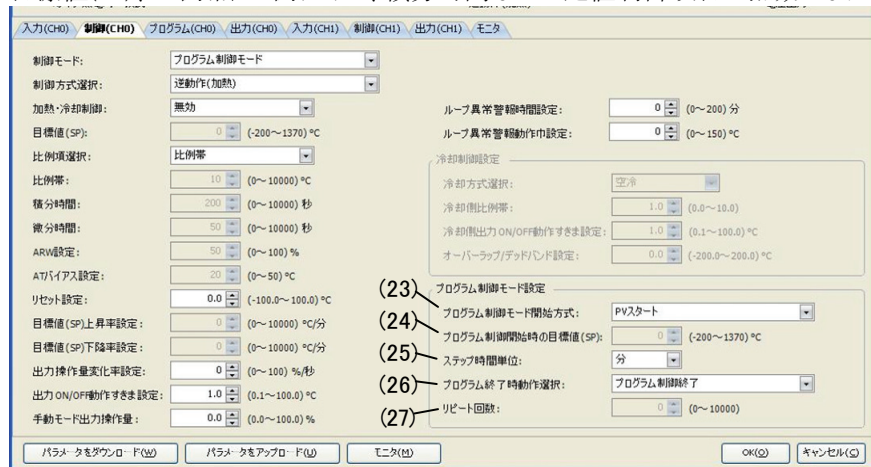 入力(CH0) 制御(CH0) プログラム(CH0) 出力(CH0) 入力(CH1) 制御(CH1) 出力(CH1) モニタ
制御モード: プログラム制御モード
制御方式選択: 逆動作(加熱)
加熱・冷却制御: 無効
目標値(SP): 0 (-200～1370) °C
比例項選択: 比例帯
比例帯: 10 (0～10000) °C
積分時間: 200 (0～10000) 秒
微分時間: 50 (0～10000) 秒
ARW設定: 50 (0～100) %
ATバイアス設定: 20 (0～50) °C
リセット設定: 0.0 (-100.0～100.0) °C
目標値(SP)上昇率設定: 0 (0～10000) °C/分
目標値(SP)下降率設定: 0 (0～10000) °C/分
出力操作量変化率設定: 0 (0～100) %/秒
出力ON/OFF動作すきま設定: 1.0 (0.1～100.0) °C
手動モード出力操作量: 0.0 (0.0～100.0) %
ループ異常警報時間設定: 0 (0～200) 分
ループ異常警報動作巾設定: 0 (0～150) °C
冷却制御設定
冷却方式選択: 空冷
冷却側比例帯: 1.0 (0.0～10.0)
冷却側出力ON/OFF動作すきま設定: 1.0 (0.1～100.0) °C
オーバーラップ/デッドバンド設定: 0.0 (-200.0～200.0) °C
プログラム制御モード設定
(23) プログラム制御モード開始方式: PVスタート
(24) プログラム制御開始時の目標値(SP): 0 (-200～1370) °C
(25) ステップ時間単位: 分
(26) プログラム終了時動作選択: プログラム制御終了
(27) リピート回数: 0 (0～10000)
パラメータをダウンロード(W) パラメータをアップロード(U) モニタ(M) OK(O) キャンセル(C)